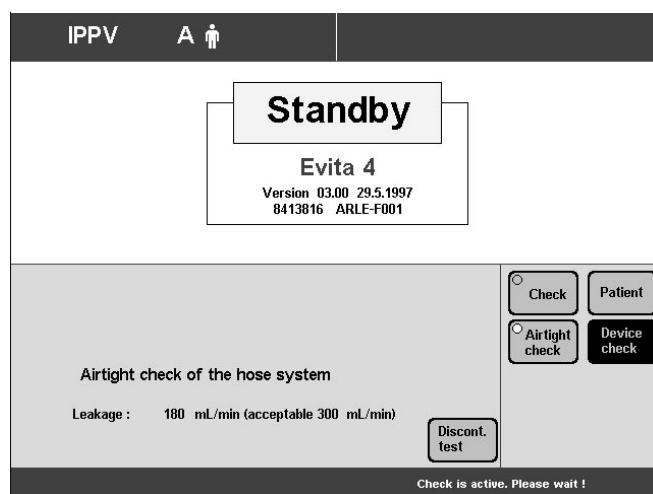 IPPV A
Standby
Evita 4
Version 03.00 29.5.1997
8413816 ARLE-F001
Check
Patient
Airtight
check
Device
check
Airtight check of the hose system
Leakage : 180 mL/min (acceptable 300 mL/min)
Discont.
test
Check is active. Please wait !